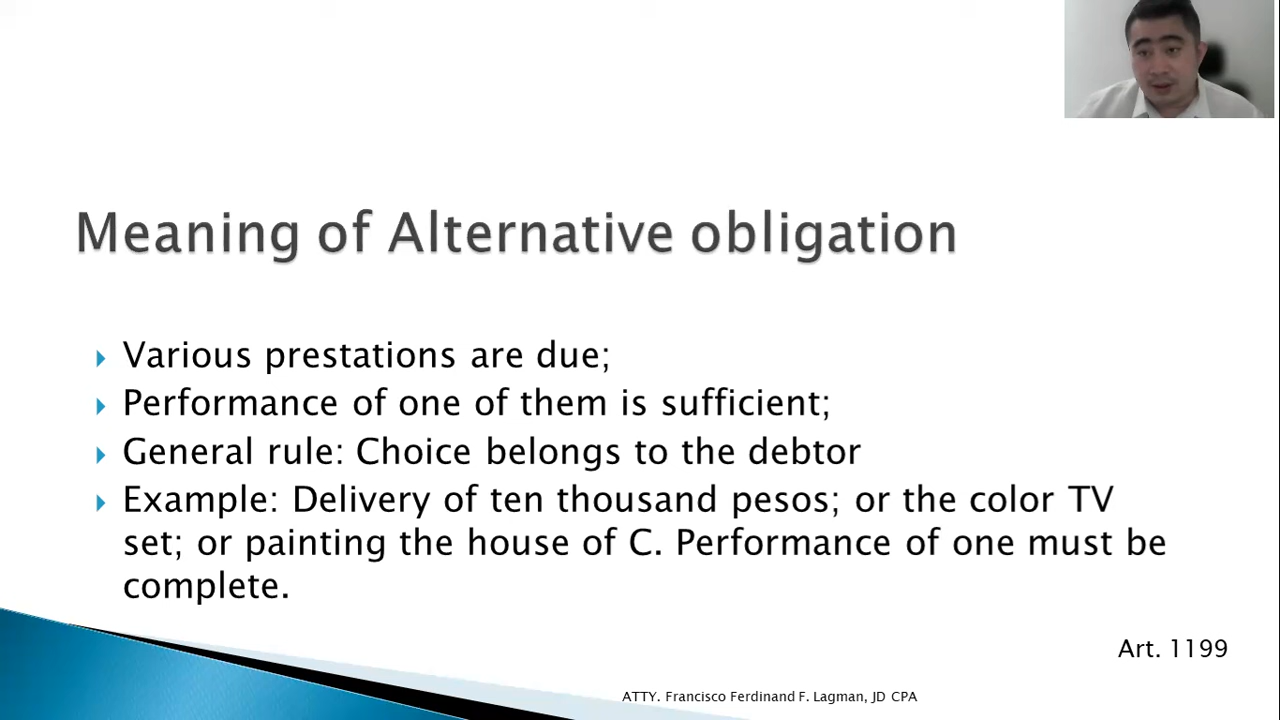 Meaning of Alternative obligation
Various prestations are due;
Performance of one of them is sufficient;
General rule: Choice belongs to the debtor
Example: Delivery of ten thousand pesos; or the color TV
set; or painting the house of C. Performance of one must be
complete.
Art. 1199
ATTY. Francisco Ferdinand F. Lagman, JD CPA